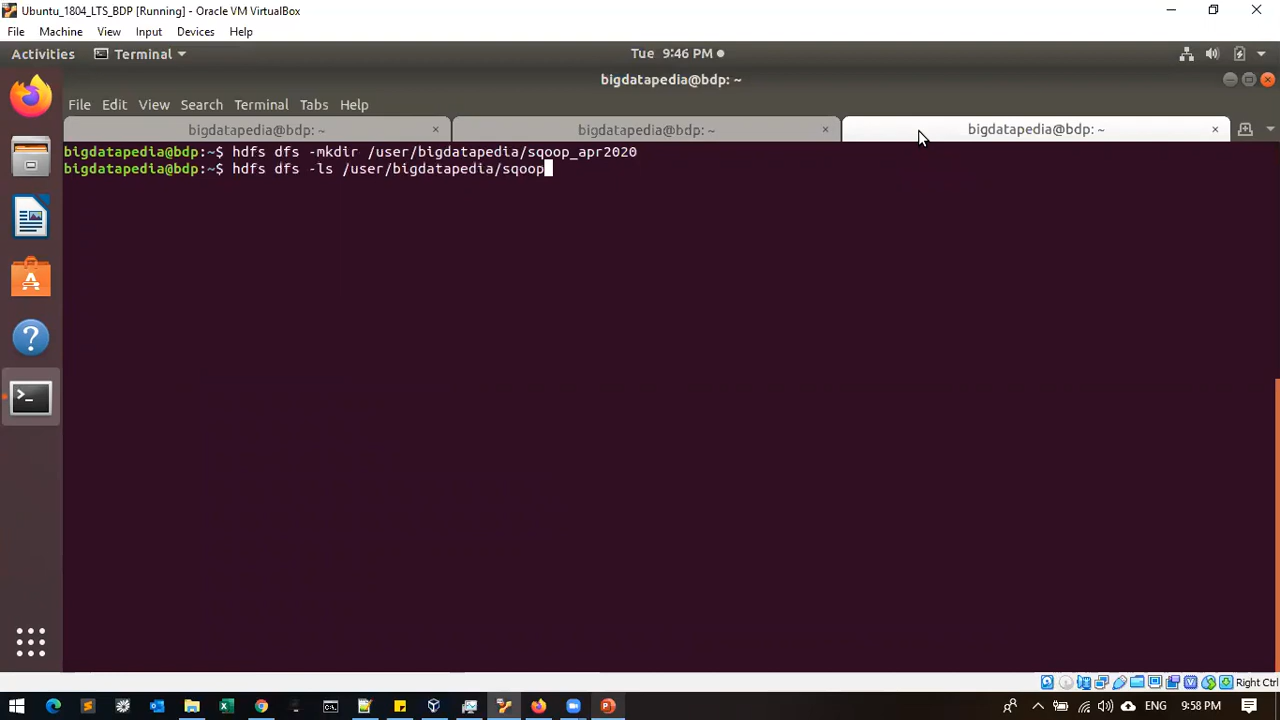 Ubuntu_1804_LTS_BDP [Running] - Oracle VM VirtualBox
File Machine View Input Devices Help
Activities Terminal Tue 9:46 PM
bigdatapedia@bdp: ~
File Edit View Search Terminal Tabs Help
bigdatapedia@bdp: ~ × bigdatapedia@bdp: ~ × bigdatapedia@bdp: ~ ×
bigdatapedia@bdp:~$ hdfs dfs -mkdir /user/bigdatapedia/sqoop_apr2020
bigdatapedia@bdp:~$ hdfs dfs -ls /user/bigdatapedia/sqoop
Right Ctrl
ENG 9:58 PM